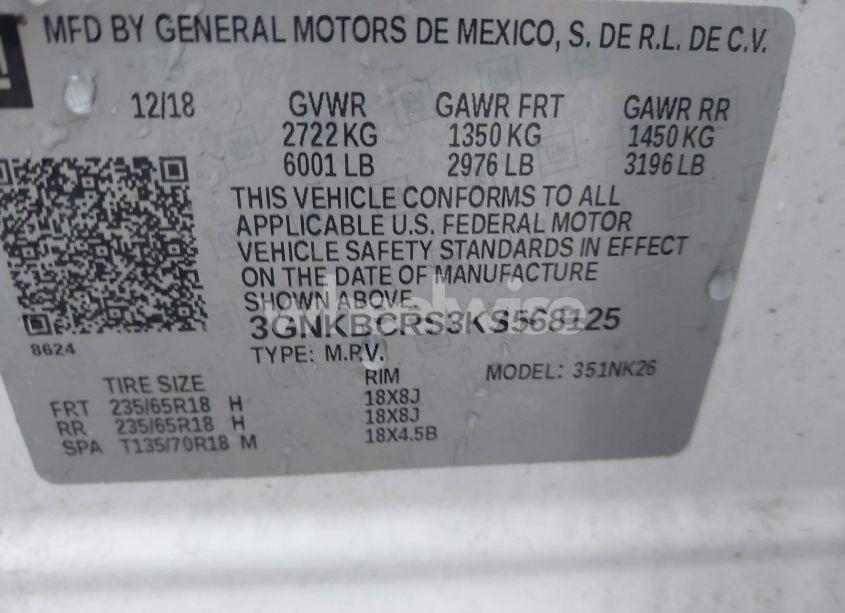 MFD BY GENERAL MOTORS DE MEXICO, S. DE R.L. DE C.V.
12/18 GVWR GAWR FRT GAWR RR
2722 KG 1350 KG 1450 KG
6001 LB 2976 LB 3196 LB
THIS VEHICLE CONFORMS TO ALL
APPLICABLE U.S. FEDERAL MOTOR
VEHICLE SAFETY STANDARDS IN EFFECT
ON THE DATE OF MANUFACTURE
SHOWN ABOVE.
3GNKBCRS3KS568125
8624
TYPE: M.P.V.
MODEL: 351NK26
TIRE SIZE RIM
FRT 235/65R18 H 18X8J
RR 235/65R18 H 18X8J
SPA T135/70R18 M 18X4.5B